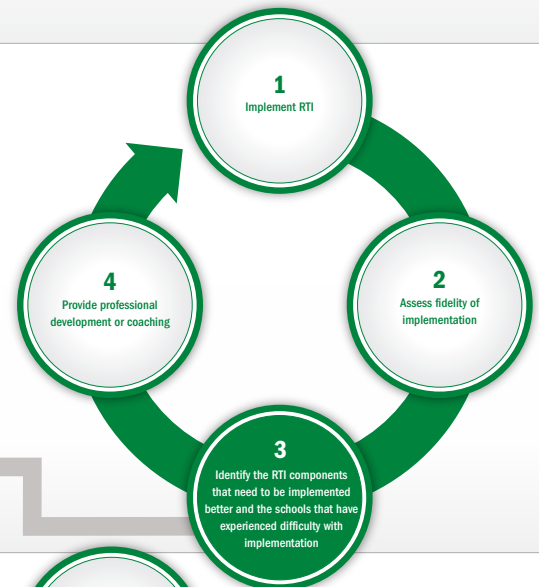 1
Implement RTI
2
Assess fidelity of
implementation
3
Identify the RTI components
that need to be implemented
better and the schools that have
experienced difficulty with
implementation
4
Provide professional
development or coaching